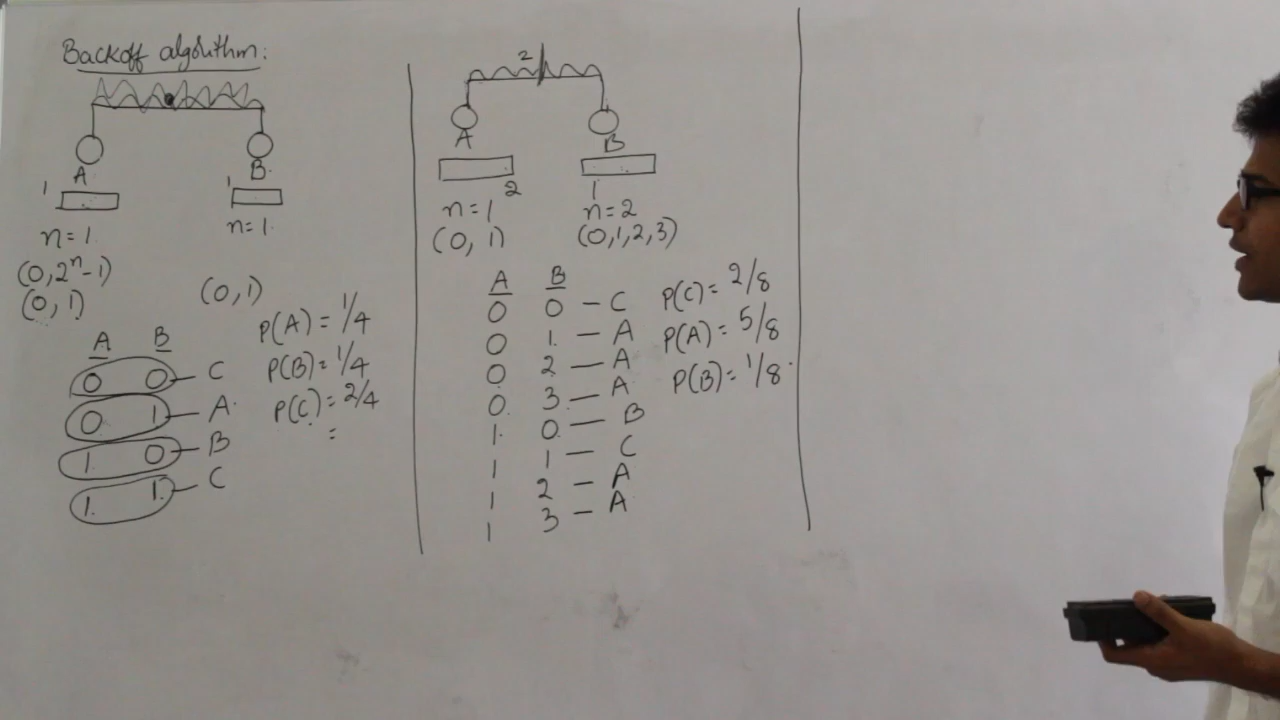 Backoff algorithm:
A B
1 1
n=1. n=1.
(0, 2^n-1)
(0, 1) (0,1)
A B
0 0 — C
0 1 — A.
1 0 — B
1. 1. — C
P(A) = 1/4
P(B) = 1/4
P(C) = 2/4
=
2
A B
2 1
n=1 n=2
(0, 1) (0,1,2,3)
A B
0 0 — C
0 1. — A
0 2 — A
0. 3. — A
1. 0. — B
1 1 — C
1 2 — A
1 3 — A
P(C) = 2/8
P(A) = 5/8
P(B) = 1/8.